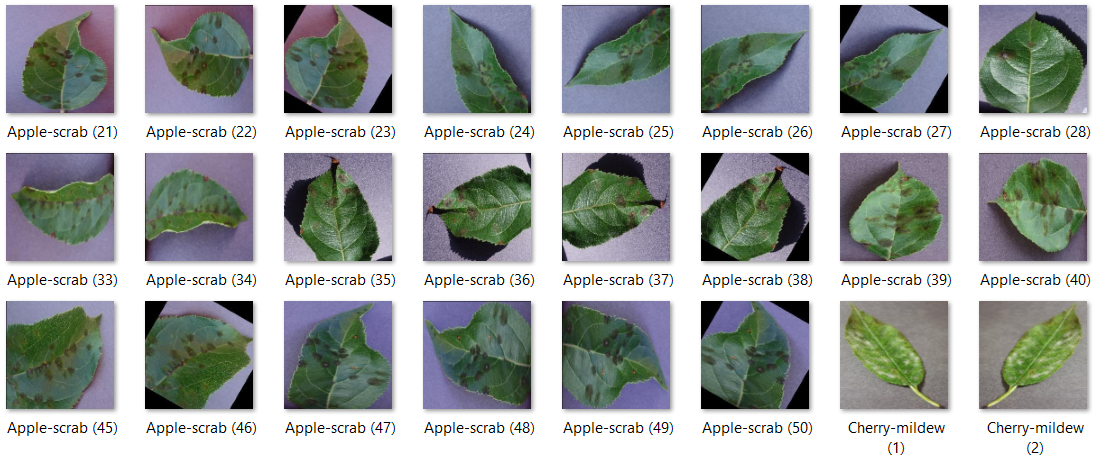 Apple-scrab (21)
Apple-scrab (22)
Apple-scrab (23)
Apple-scrab (24)
Apple-scrab (25)
Apple-scrab (26)
Apple-scrab (27)
Apple-scrab (28)
Apple-scrab (33)
Apple-scrab (34)
Apple-scrab (35)
Apple-scrab (36)
Apple-scrab (37)
Apple-scrab (38)
Apple-scrab (39)
Apple-scrab (40)
Apple-scrab (45)
Apple-scrab (46)
Apple-scrab (47)
Apple-scrab (48)
Apple-scrab (49)
Apple-scrab (50)
Cherry-mildew
(1)
Cherry-mildew
(2)